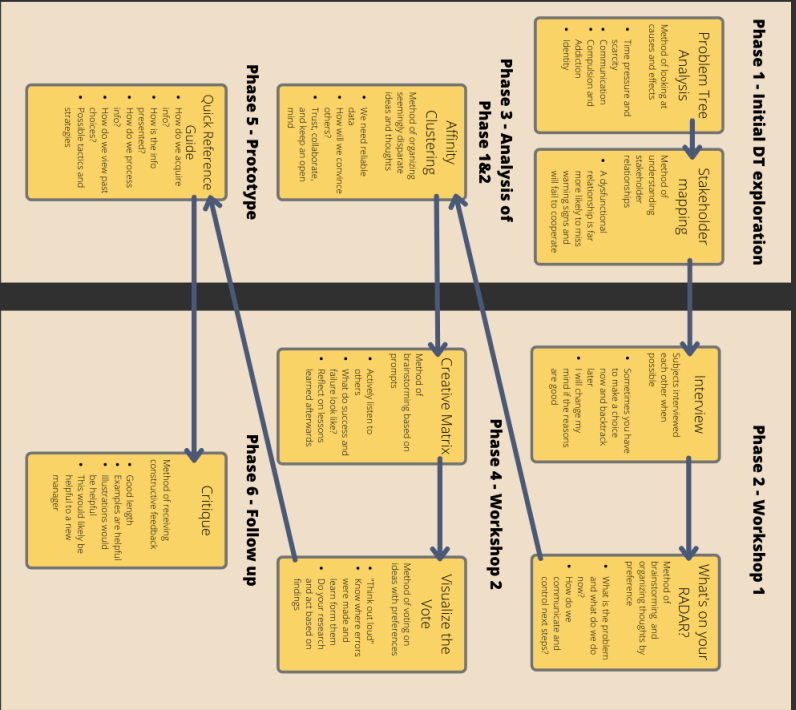 Phase 1 - Initial DT exploration
Problem Tree
Analysis
Method of looking at
causes and effects
• Time pressure and
scarcity
• Communication
• Compulsion and
Addiction
• Identity
Stakeholder
mapping
Method of
understanding
stakeholder
relationships
• A dysfunctional
relationship is far
more likely to miss
warning signs and
will fail to cooperate
Phase 2 - Workshop 1
Interview
Subjects interviewed
each other when
possible
• Sometimes you have
to make a choice
now and backtrack
later
• I will change my
mind if the reasons
are good
What's on your
RADAR?
Method of
brainstorming and
organizing thoughts by
preference
• What is the problem
and what do we do
now?
• How do we
communicate and
control next steps?
Phase 3 - Analysis of
Phase 1&2
Affinity
Clustering
Method of organizing
seemingly disparate
ideas and thoughts
• We need reliable
data
• How will we convince
others?
• Trust, collaborate,
and keep an open
mind
Phase 4 - Workshop 2
Creative Matrix
Method of
brainstorming based on
prompts
• Actively listen to
others
• What do success and
failure look like?
• Reflect on lessons
learned afterwards
Visualize the
Vote
Method of voting on
ideas with preferences
• "Think out loud"
• Know where errors
were made and
learn form them
• Do your research
and act based on
findings
Phase 5 - Prototype
Quick Reference
Guide
• How do we acquire
info?
• How is the info
presented?
• How do we process
info?
• How do we view past
choices?
• Possible tactics and
strategies
Phase 6 - Follow up
Critique
Method of receiving
constructive feedback
• Good length
• Examples are helpful
• Illustrations would
be helpful
• This would likely be
helpful to a new
manager